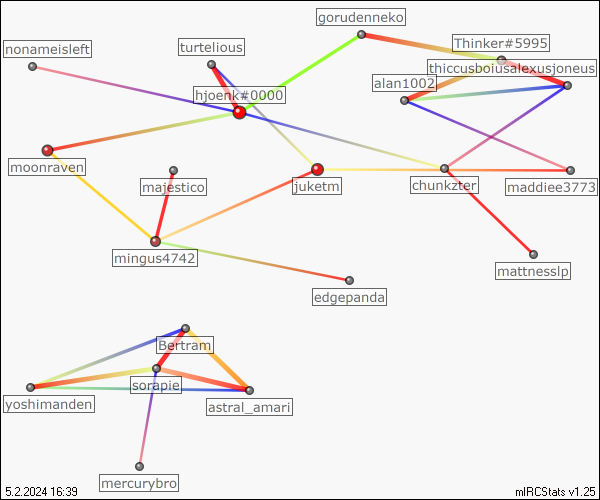 gorudenneko
nonameisleft
turtelious
Thinker#5995
thiccusboiusalexusjoneus
alan1002
hjoenk#0000
moonraven
majestico
juketm
chunkzter
maddiee3773
mingus4742
mattnesslp
edgepanda
Bertram
sorapie
yoshimanden
astral_amari
mercurybro
5.2.2024 16:39
mIRCStats v1.25